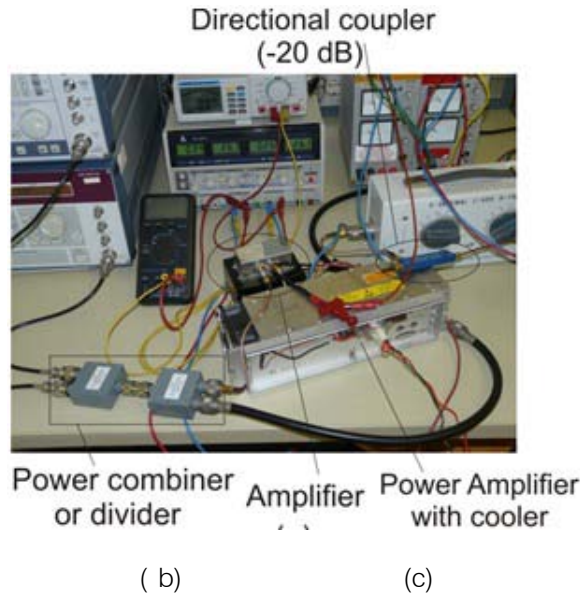 Directional coupler
(-20 dB)
Power combiner
or divider
Amplifier
Power Amplifier
with cooler
( b)
(c)